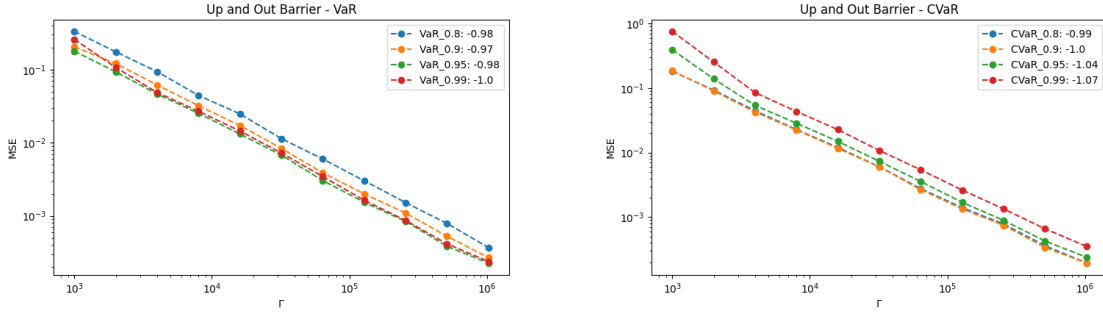 Up and Out Barrier - VaR
VaR_0.8: -0.98
VaR_0.9: -0.97
VaR_0.95: -0.98
VaR_0.99: -1.0
MSE
10⁻¹
10⁻²
10⁻³
10³
10⁴
10⁵
10⁶
Γ
Up and Out Barrier - CVaR
CVaR_0.8: -0.99
CVaR_0.9: -1.0
CVaR_0.95: -1.04
CVaR_0.99: -1.07
MSE
10⁰
10⁻¹
10⁻²
10⁻³
10³
10⁴
10⁵
10⁶
Γ